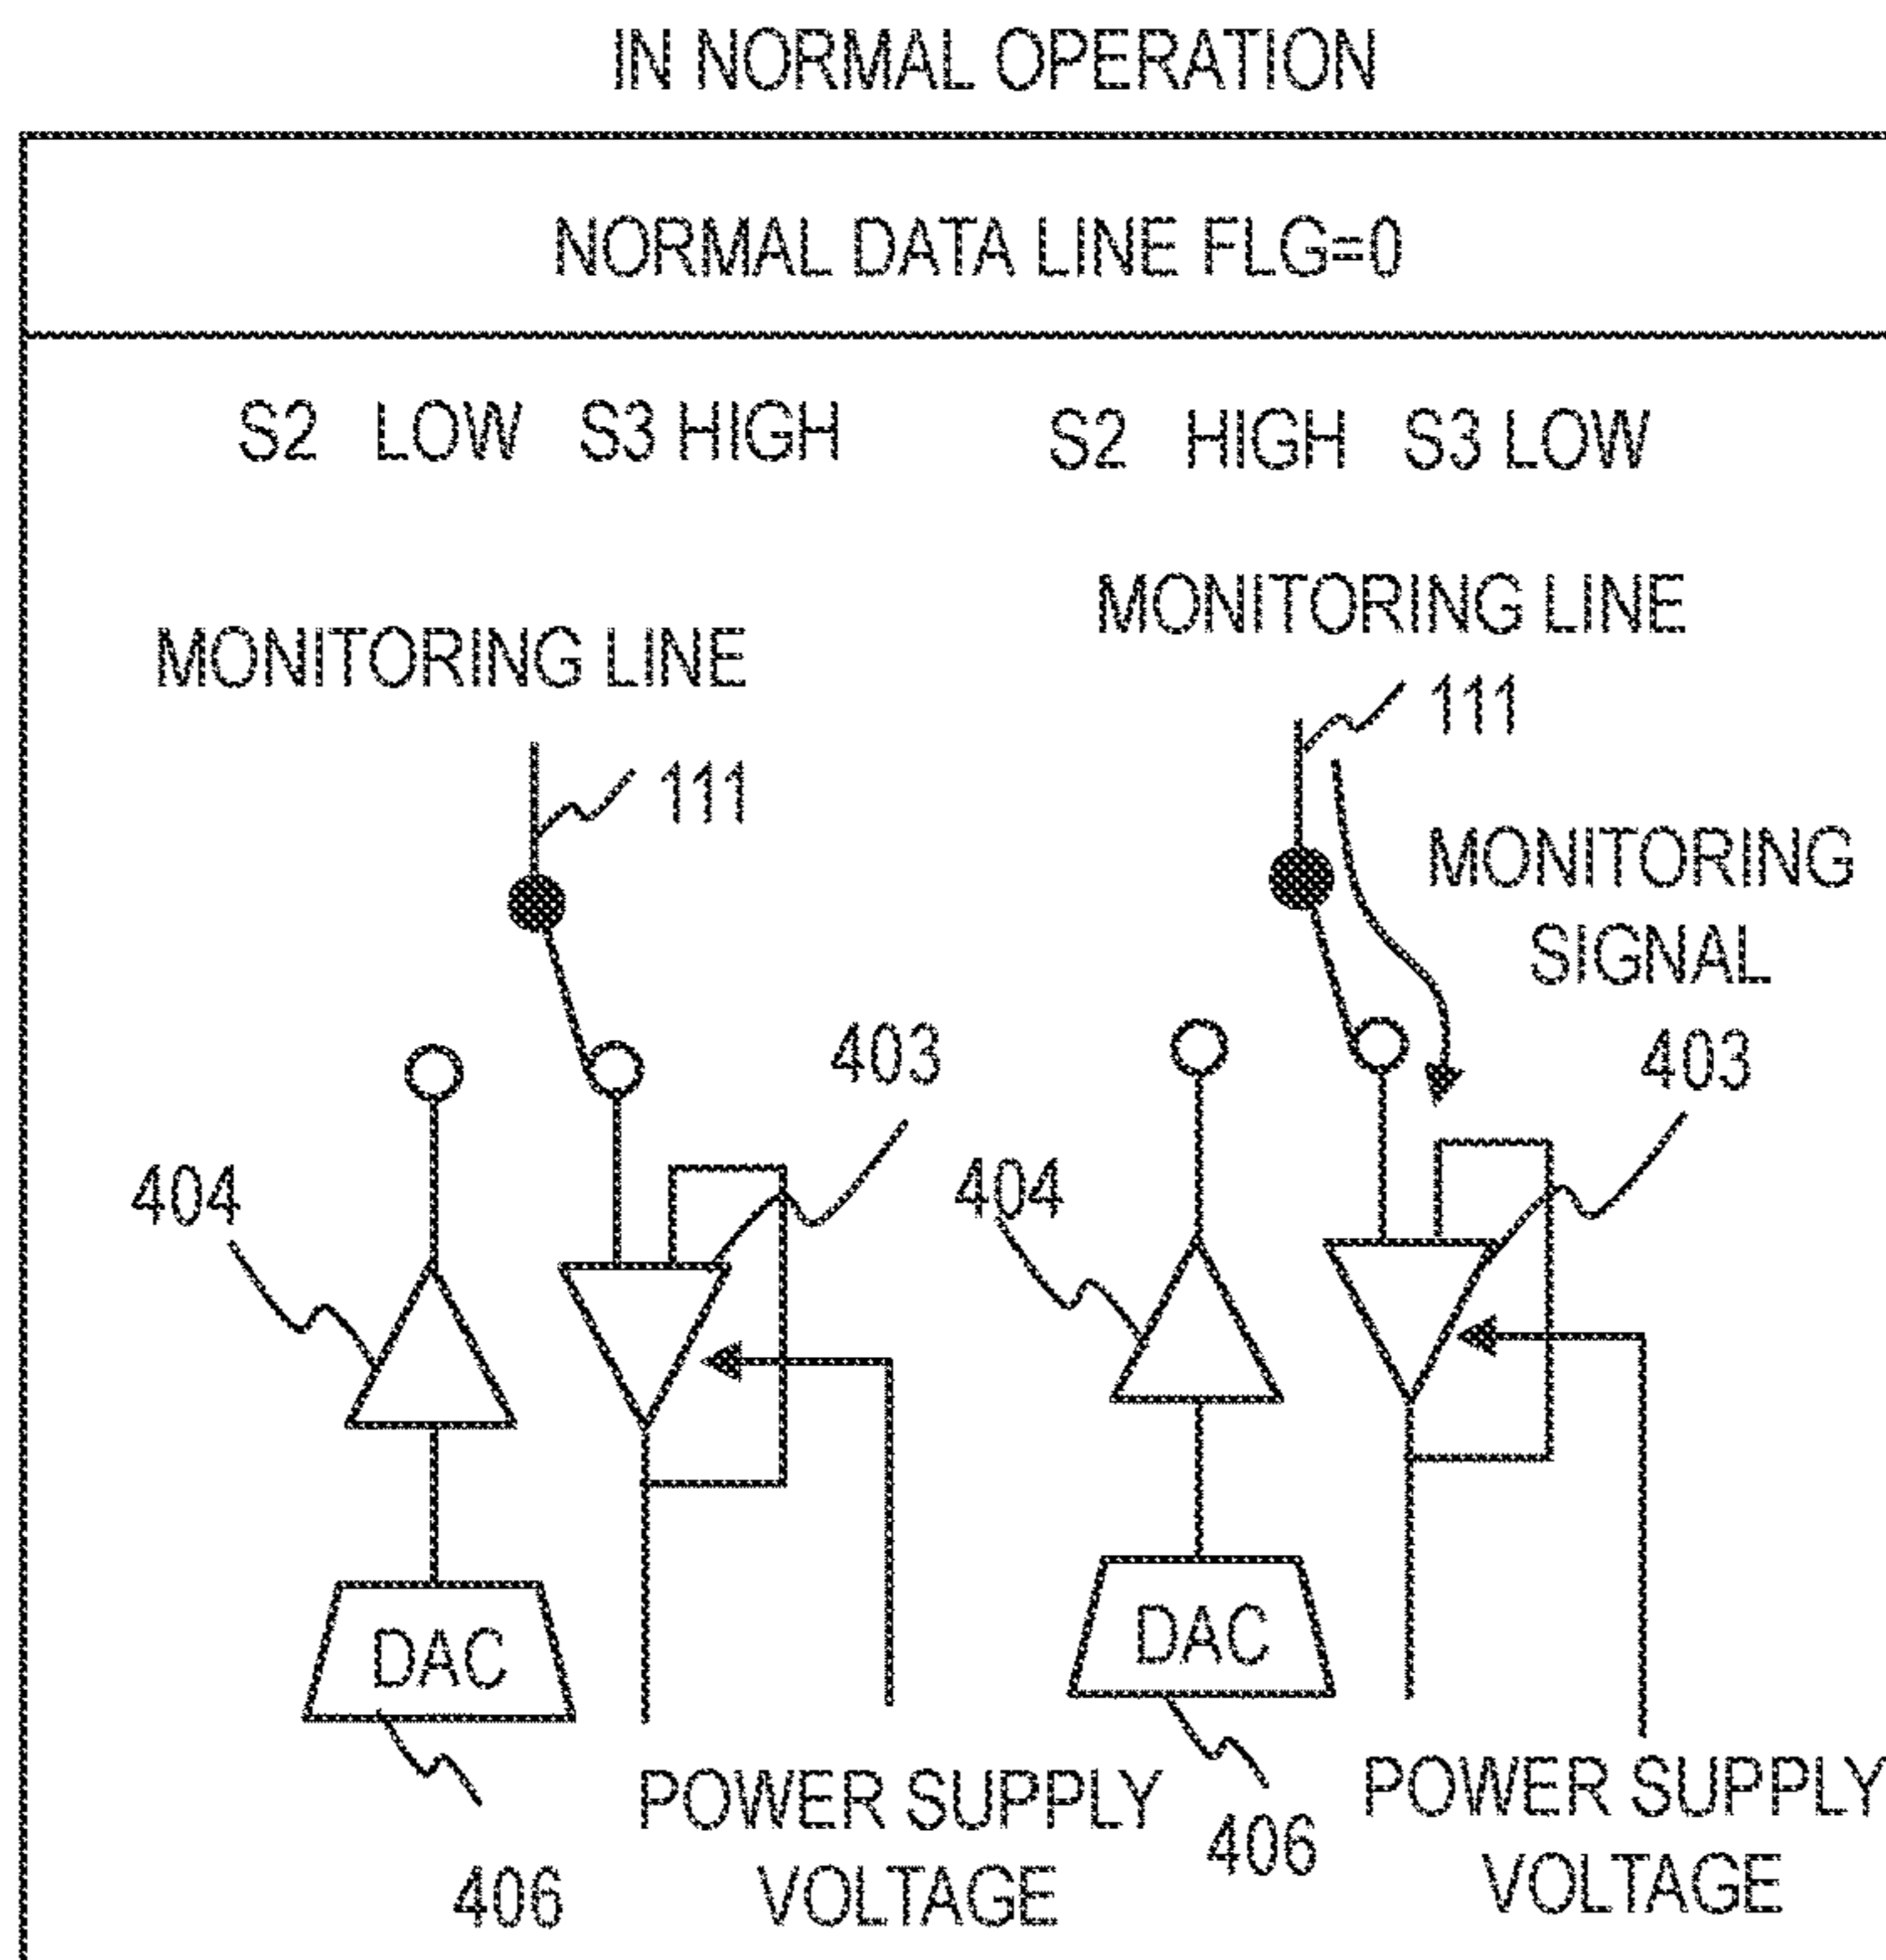 IN NORMAL OPERATION
NORMAL DATA LINE FLG=0
S2 LOW S3 HIGH
MONITORING LINE
111
403
404
DAC
406
POWER SUPPLY
VOLTAGE
S2 HIGH S3 LOW
MONITORING LINE
111
MONITORING
SIGNAL
403
404
DAC
406
POWER SUPPLY
VOLTAGE